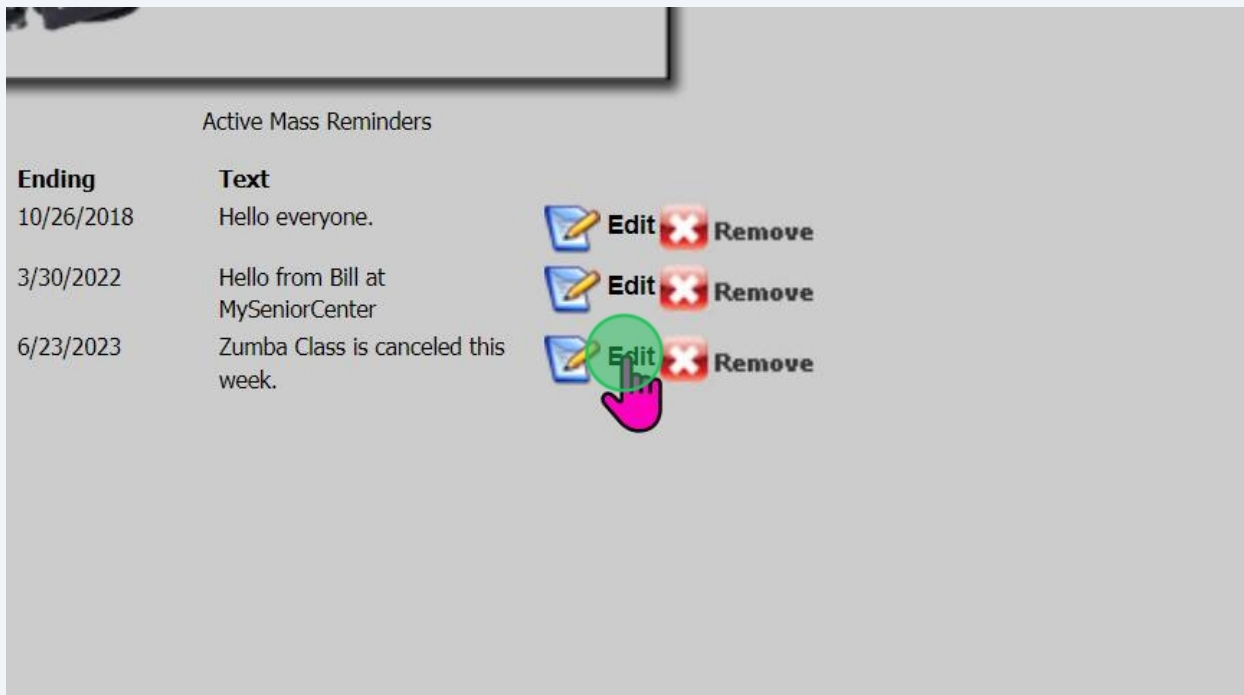 Active Mass Reminders
Ending Text
10/26/2018 Hello everyone. Edit Remove
3/30/2022 Hello from Bill at Edit Remove
MySeniorCenter
6/23/2023 Zumba Class is canceled this Edit Remove
week.